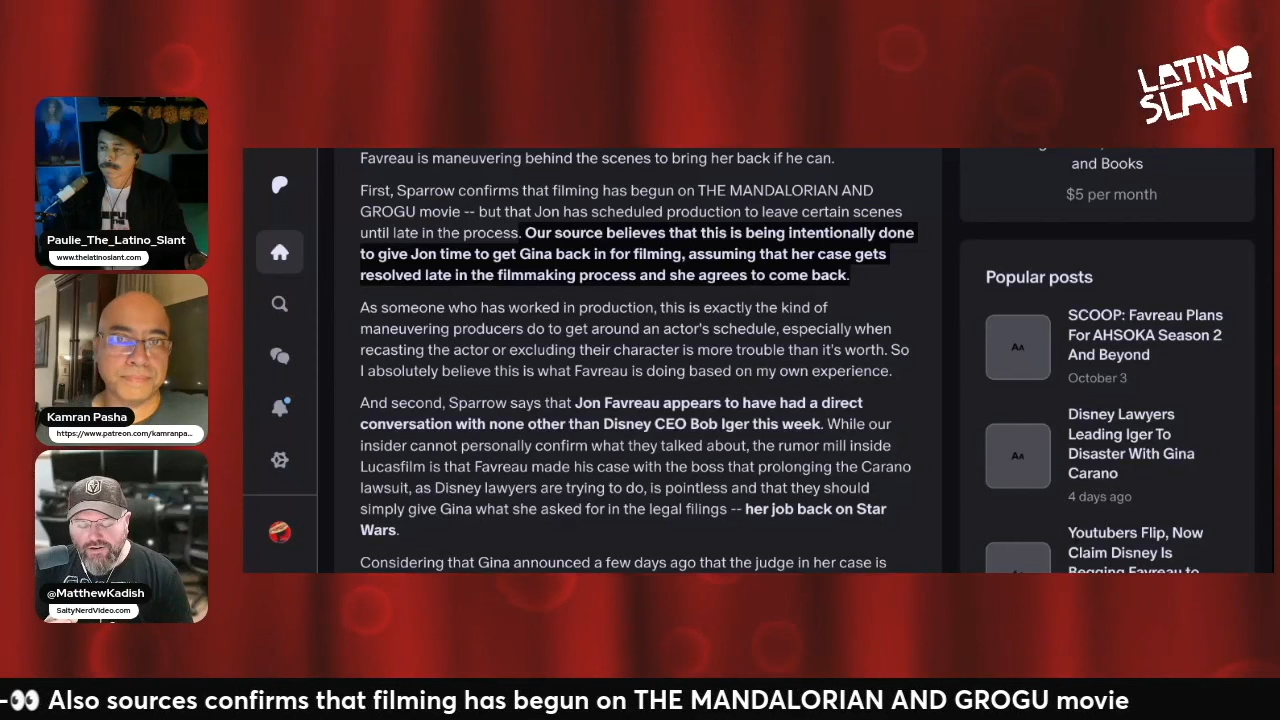 LATINO
SLANT
Paulie_The_Latino_Slant
www.thelatinoslant.com
Kamran Pasha
https://www.patreon.com/kamranpa...
@MatthewKadish
SaltyNerdVideo.com
Favreau is maneuvering behind the scenes to bring her back if he can.
First, Sparrow confirms that filming has begun on THE MANDALORIAN AND
GROGU movie -- but that Jon has scheduled production to leave certain scenes
until late in the process. Our source believes that this is being intentionally done
to give Jon time to get Gina back in for filming, assuming that her case gets
resolved late in the filmmaking process and she agrees to come back.
As someone who has worked in production, this is exactly the kind of
maneuvering producers do to get around an actor's schedule, especially when
recasting the actor or excluding their character is more trouble than it's worth. So
I absolutely believe this is what Favreau is doing based on my own experience.
And second, Sparrow says that Jon Favreau appears to have had a direct
conversation with none other than Disney CEO Bob Iger this week. While our
insider cannot personally confirm what they talked about, the rumor mill inside
Lucasfilm is that Favreau made his case with the boss that prolonging the Carano
lawsuit, as Disney lawyers are trying to do, is pointless and that they should
simply give Gina what she asked for in the legal filings -- her job back on Star
Wars.
Considering that Gina announced a few days ago that the judge in her case is
and Books
$5 per month
Popular posts
Aa
SCOOP: Favreau Plans
For AHSOKA Season 2
And Beyond
October 3
Aa
Disney Lawyers
Leading Iger To
Disaster With Gina
Carano
4 days ago
Aa
Youtubers Flip, Now
Claim Disney Is
Begging Favreau to
-👀 Also sources confirms that filming has begun on THE MANDALORIAN AND GROGU movie